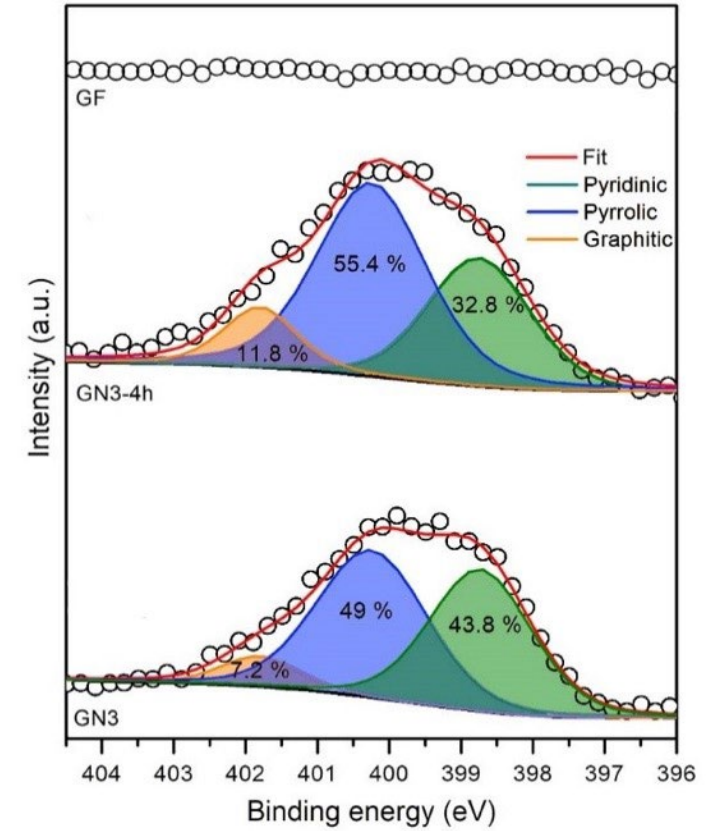 GF
Fit
Pyridinic
Pyrrolic
Graphitic
55.4 %
32.8 %
11.8 %
GN3-4h
Intensity (a.u.)
49 %
43.8 %
7.2 %
GN3
404 403 402 401 400 399 398 397 396
Binding energy (eV)